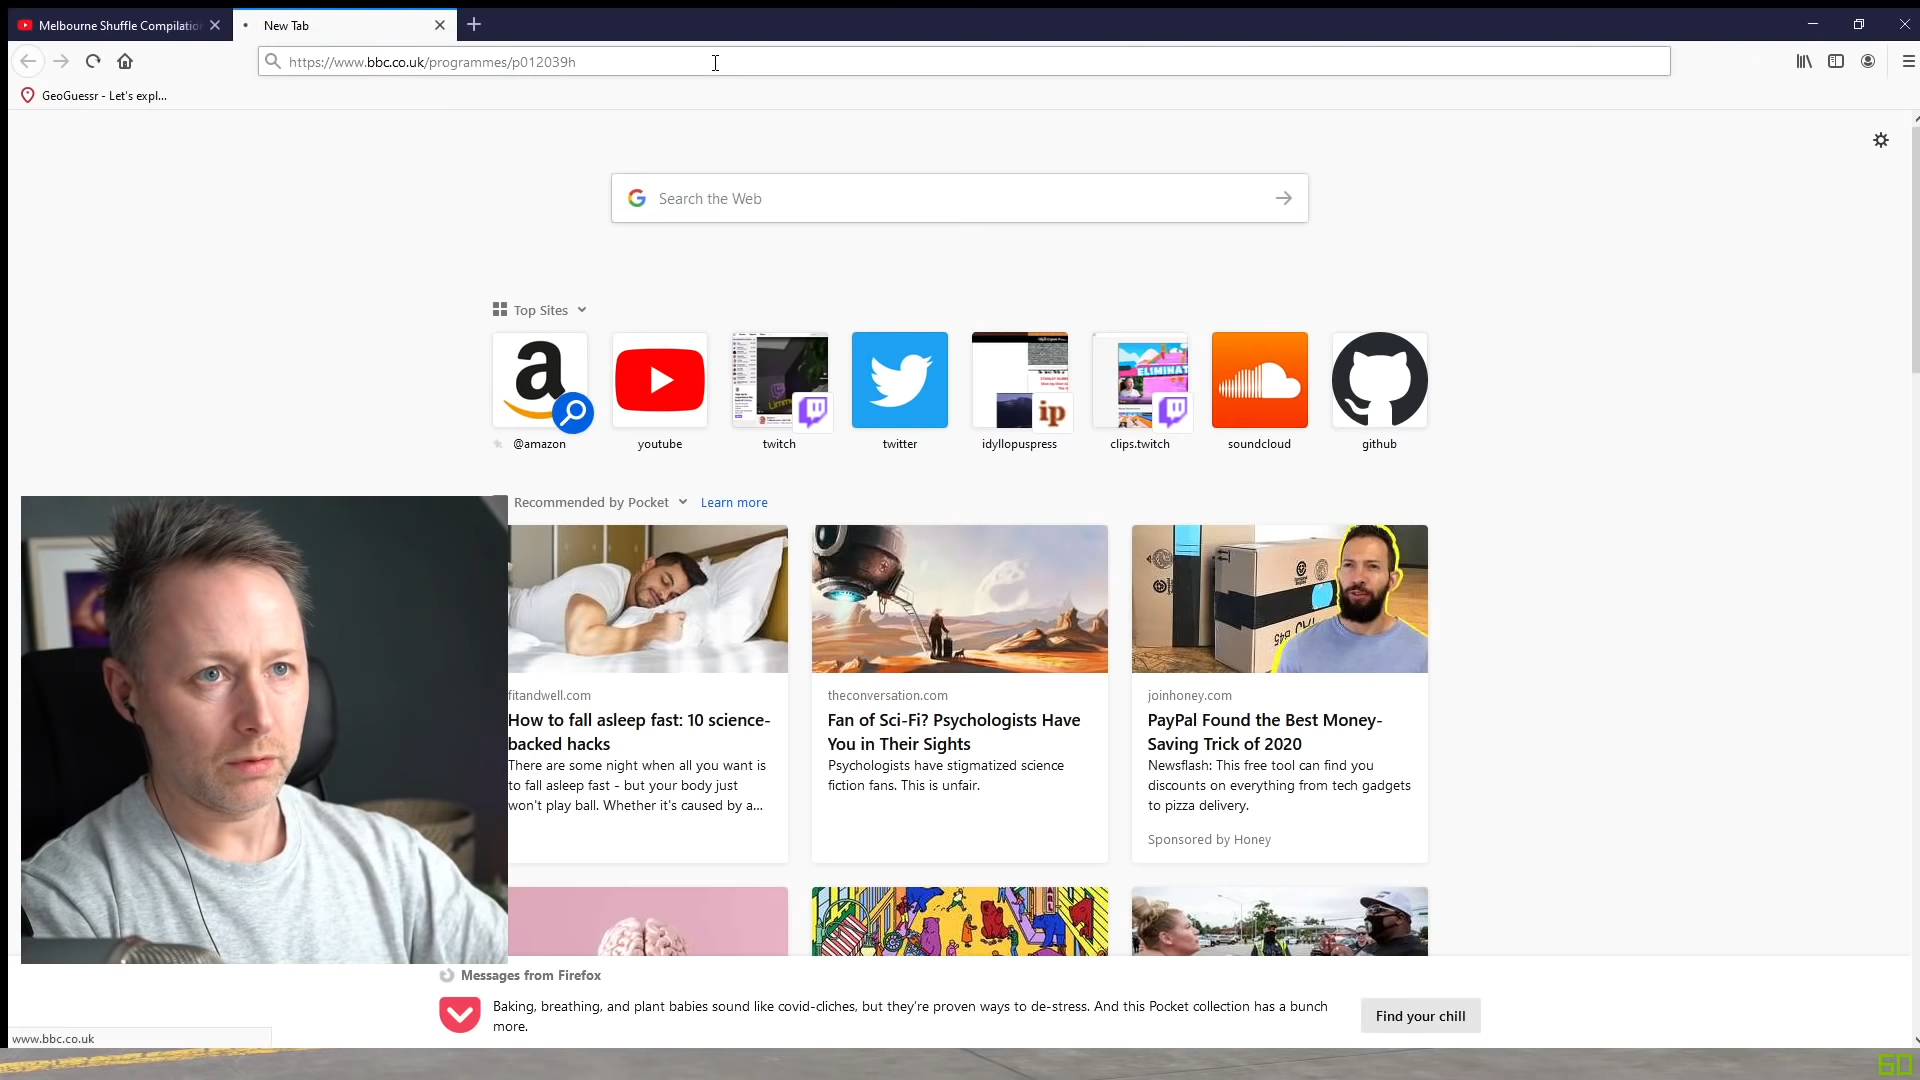 Melbourne Shuffle Compilation
New Tab
https://www.bbc.co.uk/programmes/p012039h
GeoGuessr - Let's expl...
Search the Web
Top Sites
@amazon
youtube
twitch
twitter
idyllopuspress
clips.twitch
soundcloud
github
Recommended by Pocket
Learn more
fitandwell.com
How to fall asleep fast: 10 science-
backed hacks
There are some night when all you want is
to fall asleep fast - but your body just
won't play ball. Whether it's caused by a...
theconversation.com
Fan of Sci-Fi? Psychologists Have
You in Their Sights
Psychologists have stigmatized science
fiction fans. This is unfair.
joinhoney.com
PayPal Found the Best Money-
Saving Trick of 2020
Newsflash: This free tool can find you
discounts on everything from tech gadgets
to pizza delivery.
Sponsored by Honey
Messages from Firefox
Baking, breathing, and plant babies sound like covid-cliches, but they're proven ways to de-stress. And this Pocket collection has a bunch
more.
Find your chill
www.bbc.co.uk
60